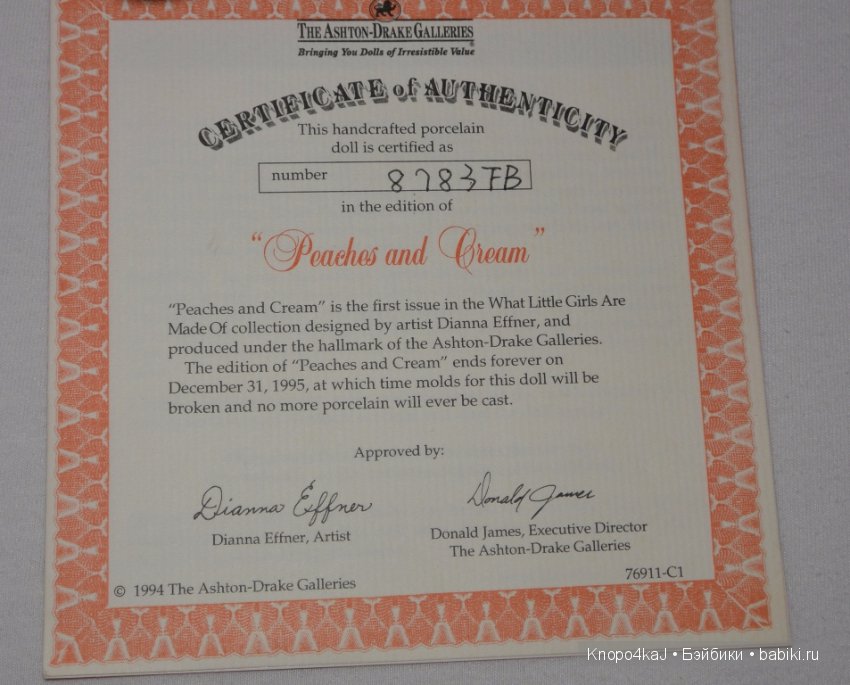 THE ASHTON-DRAKE GALLERIES
Bringing You Dolls of Irresistible Value
CERTIFICATE of AUTHENTICITY
This handcrafted porcelain
doll is certified as
number 8783FB
in the edition of
"Peaches and Cream"
"Peaches and Cream" is the first issue in the What Little Girls Are
Made Of collection designed by artist Dianna Effner, and
produced under the hallmark of the Ashton-Drake Galleries.
The edition of "Peaches and Cream" ends forever on
December 31, 1995, at which time molds for this doll will be
broken and no more porcelain will ever be cast.
Approved by:
Dianna Effner Donald James
Dianna Effner, Artist Donald James, Executive Director
The Ashton-Drake Galleries
76911-C1
© 1994 The Ashton-Drake Galleries
Knopo4kaJ • Бэйбики • babiki.ru